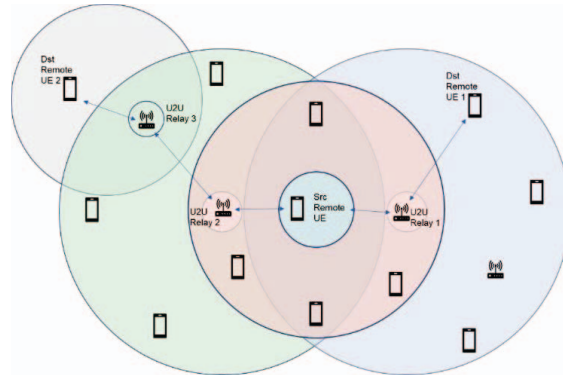 Dst
Remote
UE 2
U2U
Relay 3
Dst
Remote
UE 1
U2U
Relay 2
Src
Remote
UE
U2U
Relay 1